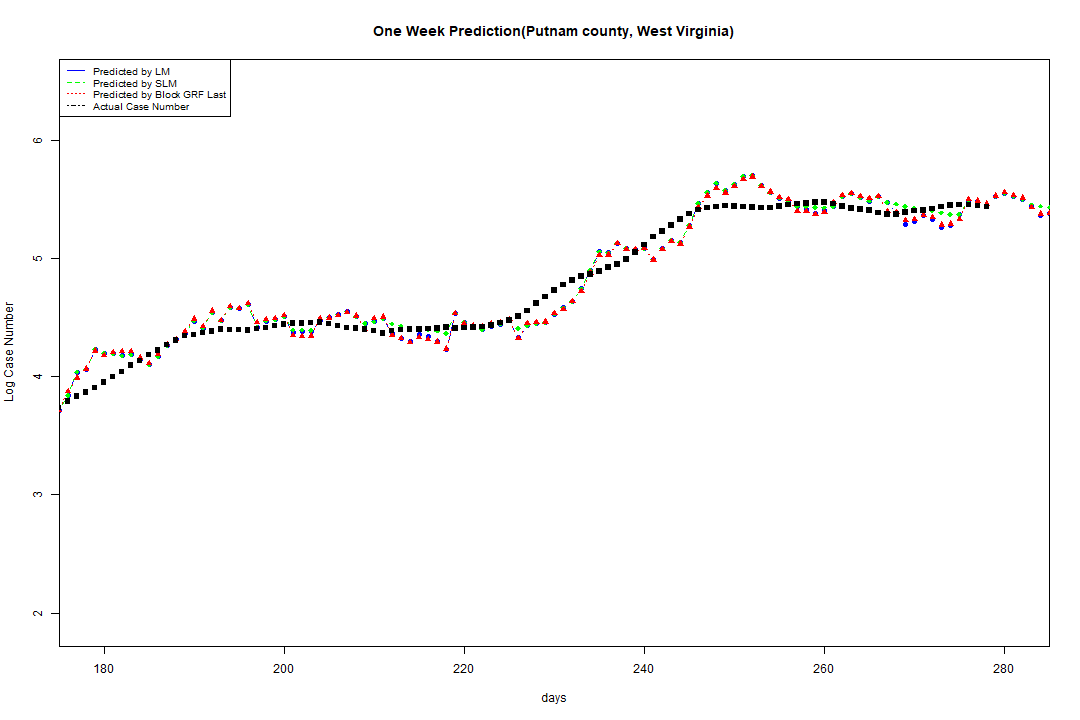 One Week Prediction(Putnam county, West Virginia)
Predicted by LM
Predicted by SLM
Predicted by Block GRF Last
Actual Case Number
6
5
4
3
2
Log Case Number
180 200 220 240 260 280
days